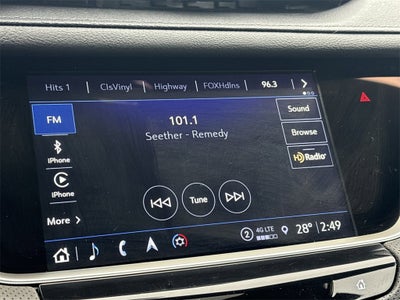 Hits 1 ClsVinyl Highway FOXHdlns 96.3
FM
101.1
Seether - Remedy
Sound
Browse
HD Radio
iPhone
iPhone
Tune
More
2 4G LTE 28° 2:49